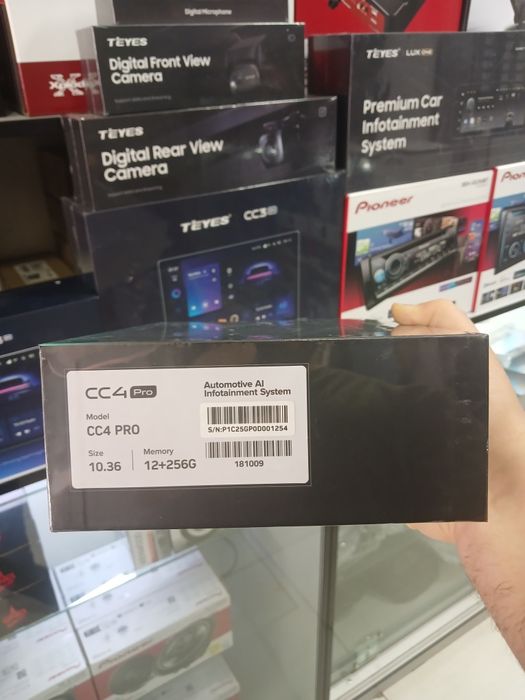 Digital Microphone
TEYES
Digital Front View
Camera
TEYES
Digital Rear View
Camera
TEYES CC3
TEYES LUX ONE
Premium Car
Infotainment
System
Pioneer
CC4 Pro
Automotive AI
Infotainment System
Model
CC4 PRO
S/N:P1C25GP0D001254
Size
10.36
Memory
12+256G
181009
Pioneer